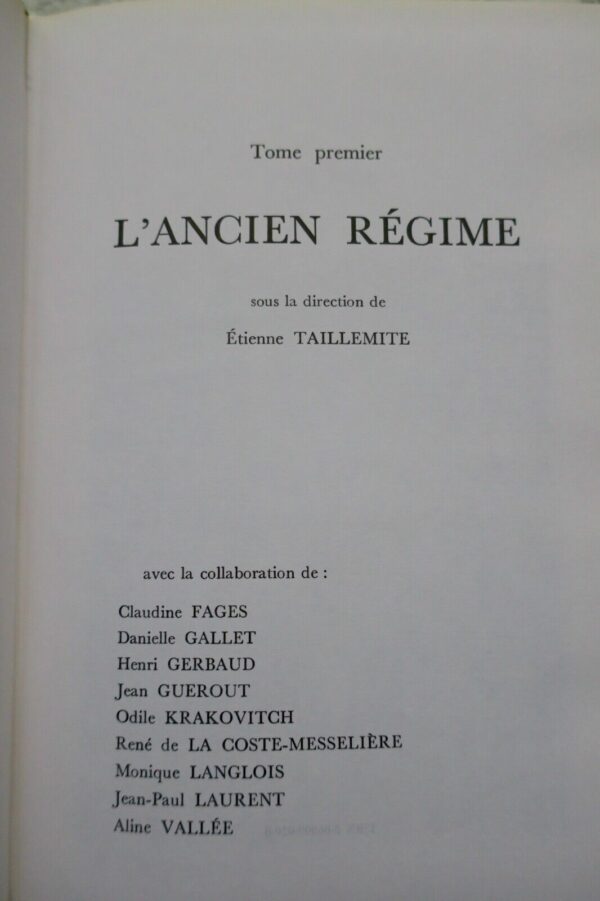 Tome premier
L'ANCIEN RÉGIME
sous la direction de
Étienne TAILLEMITE
avec la collaboration de :
Claudine FAGES
Danielle GALLET
Henri GERBAUD
Jean GUEROUT
Odile KRAKOVITCH
René de LA COSTE-MESSELIÈRE
Monique LANGLOIS
Jean-Paul LAURENT
Aline VALLÉE